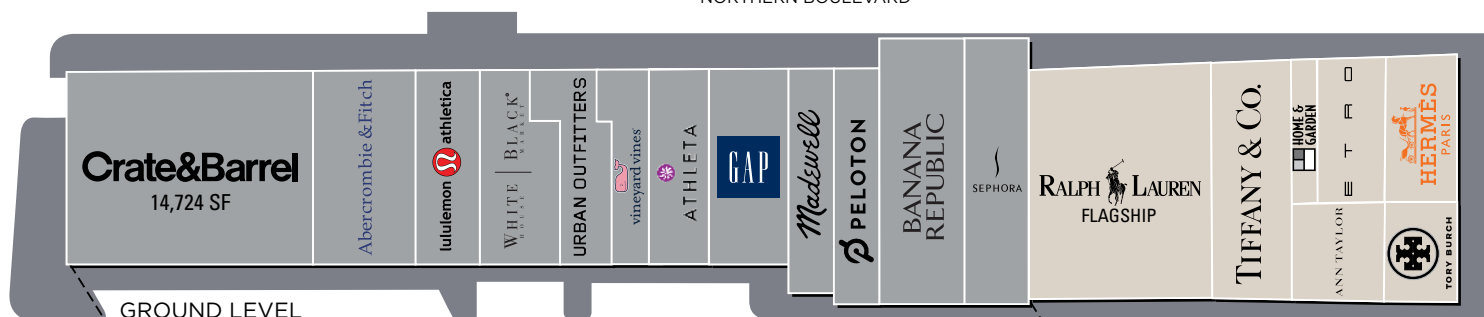 NORTHERN BOULEVARD
Crate&Barrel
14,724 SF
Abercrombie &Fitch
lululemon athletica
WHITE BLACK
HOUSE MARKET
URBAN OUTFITTERS
vineyard vines
ATHLETA
GAP
Madewell
PELOTON
BANANA
REPUBLIC
SEPHORA
RALPH LAUREN
FLAGSHIP
TIFFANY & CO.
HOME &
GARDEN
ETRO
ANN TAYLOR
HERMÈS
PARIS
TORY BURCH
GROUND LEVEL